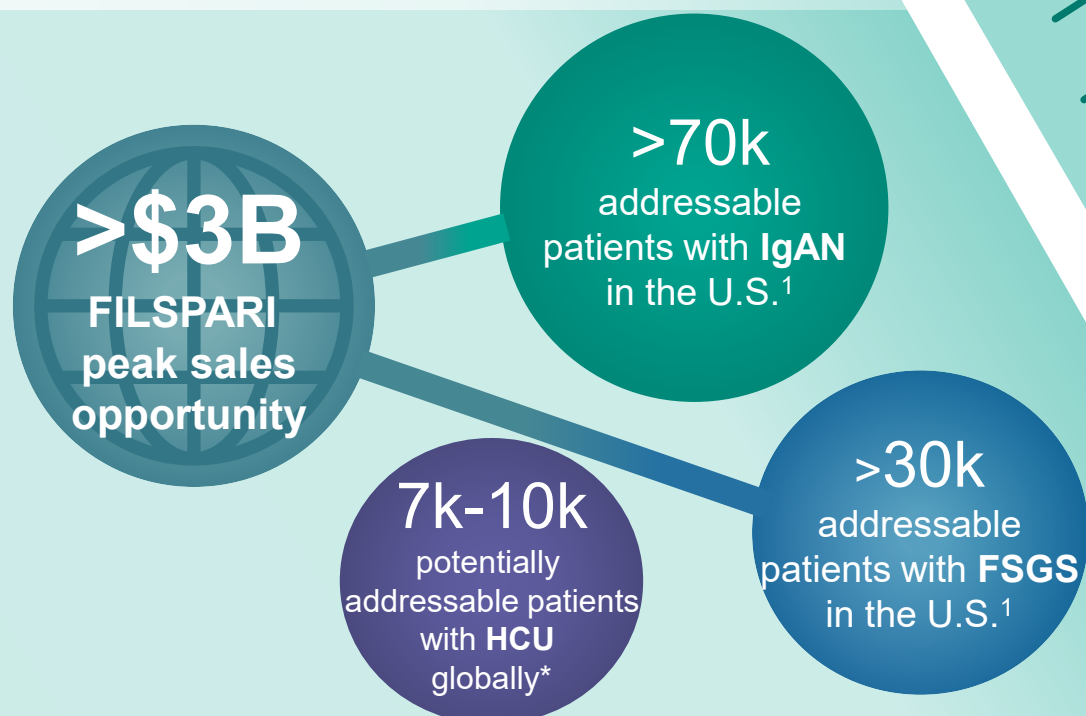 >$3B
FILSPARI
peak sales
opportunity
>70k
addressable
patients with IgAN
in the U.S.1
>30k
addressable
patients with FSGS
in the U.S.1
7k-10k
potentially
addressable patients
with HCU
globally*